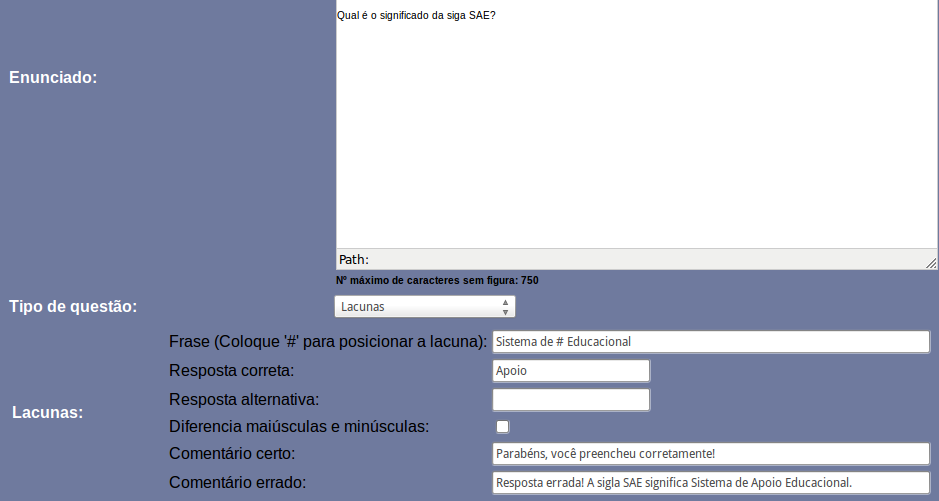 Qual é o significado da siga SAE?
Enunciado:
Path:
Nº máximo de caracteres sem figura: 750
Tipo de questão: Lacunas
Frase (Coloque '#' para posicionar a lacuna): Sistema de # Educacional
Resposta correta: Apoio
Resposta alternativa:
Lacunas:
Diferencia maiúsculas e minúsculas:
Comentário certo: Parabéns, você preencheu corretamente!
Comentário errado: Resposta errada! A sigla SAE significa Sistema de Apoio Educacional.